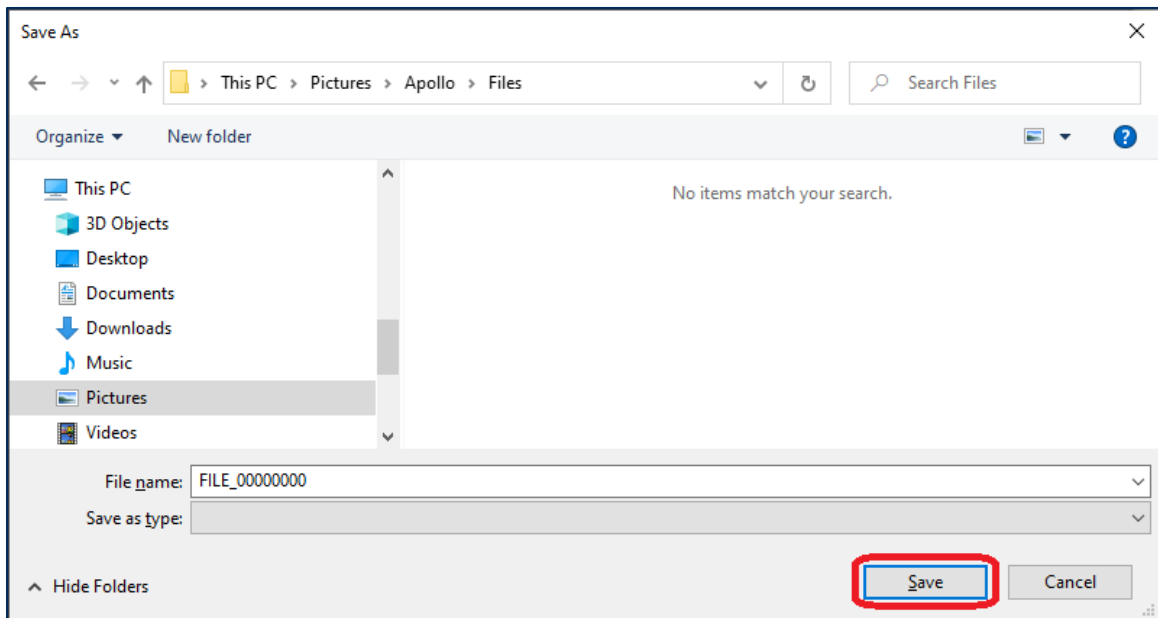 Save As
This PC > Pictures > Apollo > Files
Search Files
Organize
New folder
?
This PC
3D Objects
Desktop
Documents
Downloads
Music
Pictures
Videos
No items match your search.
File name: FILE_00000000
Save as type:
Hide Folders
Save
Cancel